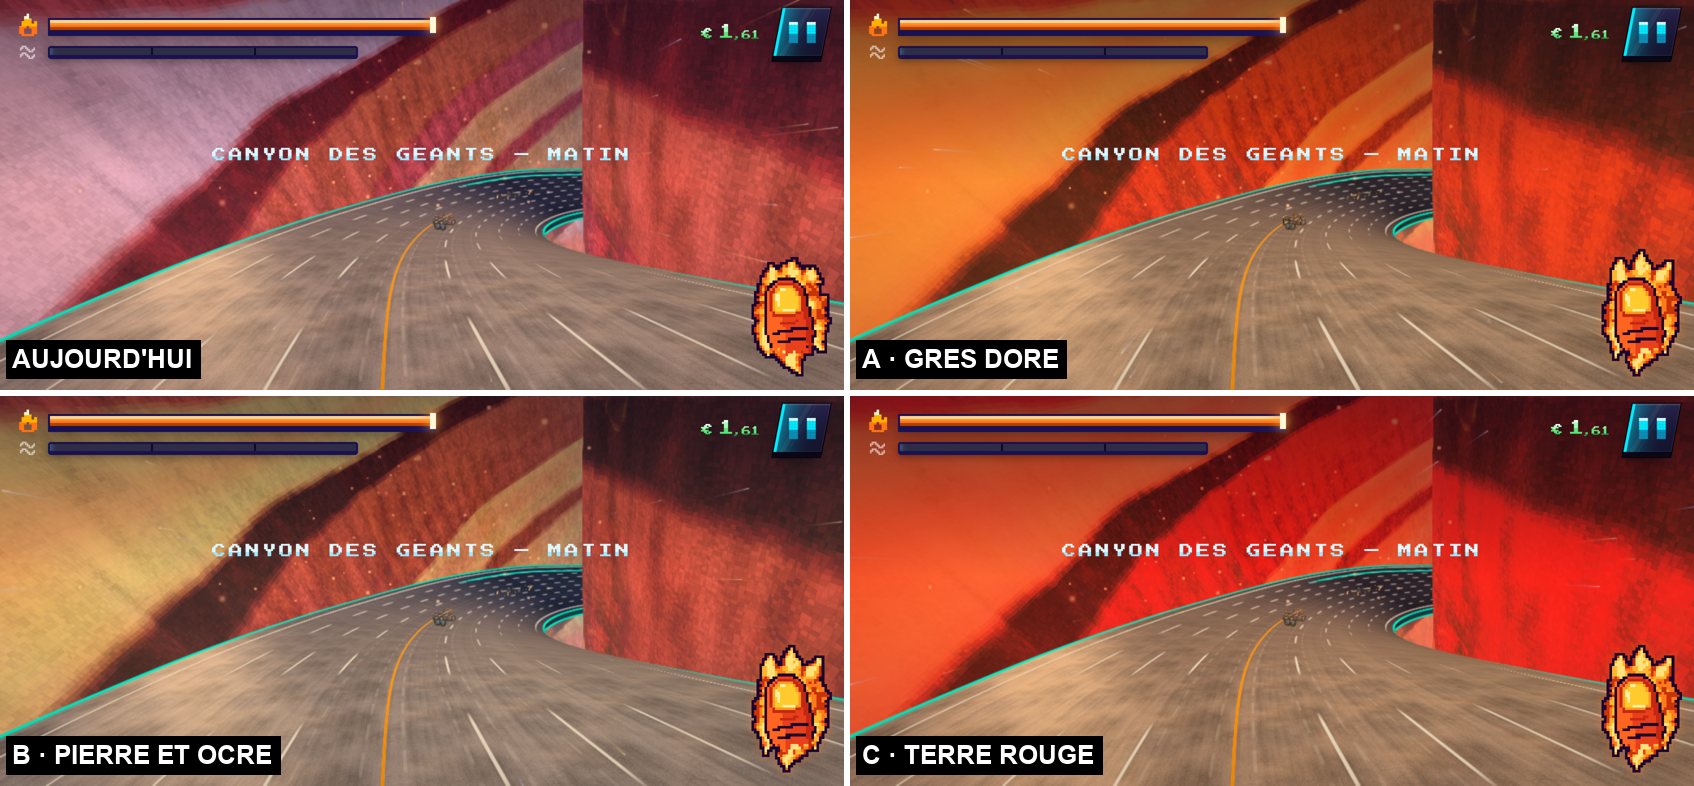 € 1,61
CANYON DES GEANTS — MATIN
AUJOURD'HUI
€ 1,61
CANYON DES GEANTS — MATIN
A · GRES DORE
€ 1,61
CANYON DES GEANTS — MATIN
B · PIERRE ET OCRE
€ 1,61
CANYON DES GEANTS — MATIN
C · TERRE ROUGE